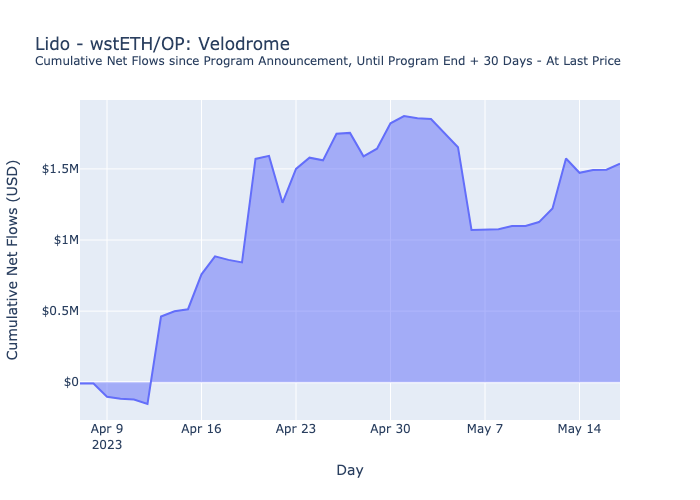 Lido - wstETH/OP: Velodrome
Cumulative Net Flows since Program Announcement, Until Program End + 30 Days - At Last Price
Cumulative Net Flows (USD)
$1.5M
$1M
$0.5M
$0
Apr 9
2023
Apr 16
Apr 23
Apr 30
May 7
May 14
Day